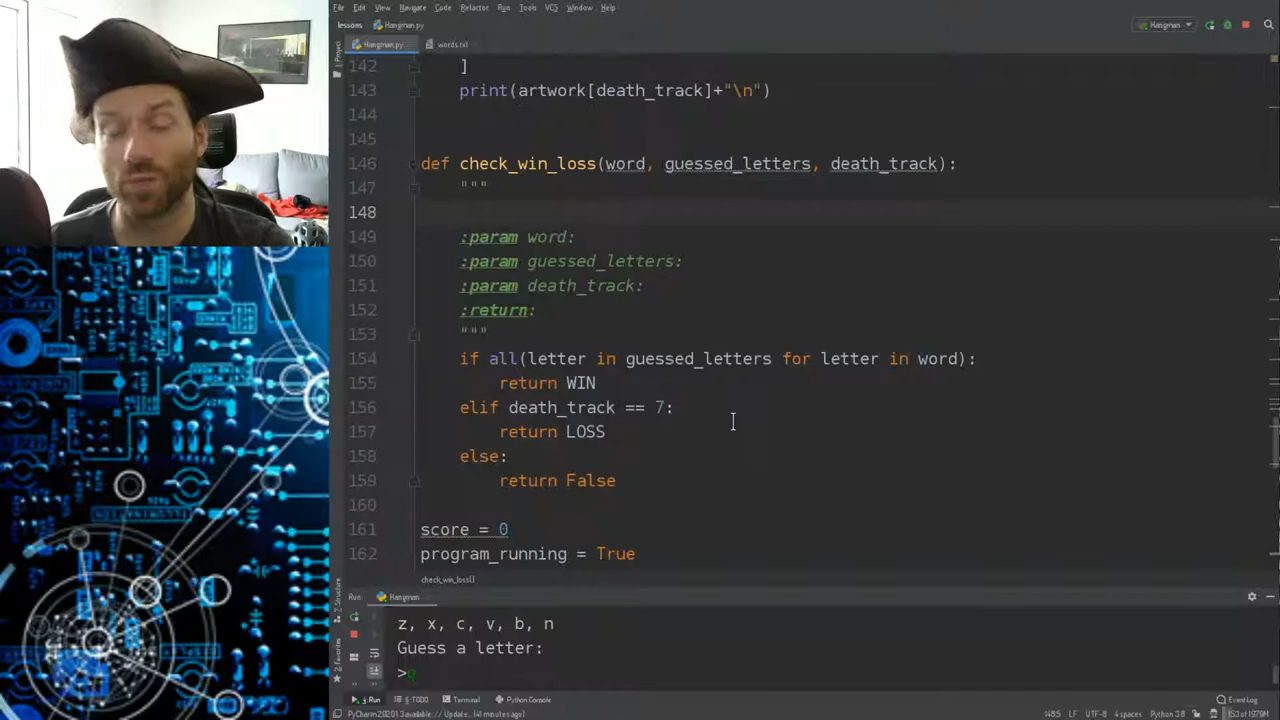 File Edit View Navigate Code Refactor Run Tools VCS Window Help
lessons Hangman.py Hangman
Hangman.py words.txt
142 ]
143 print(artwork[death_track]+"\n")
144
145
146 def check_win_loss(word, guessed_letters, death_track):
147 """
148
149 :param word:
150 :param guessed_letters:
151 :param death_track:
152 :return:
153 """
154 if all(letter in guessed_letters for letter in word):
155 return WIN
156 elif death_track == 7:
157 return LOSS
158 else:
159 return False
160
161 score = 0
162 program_running = True
check_win_loss()
Run: Hangman
z, x, c, v, b, n
Guess a letter:
>q
Run TODO Terminal Python Console Event Log
LF UTF-8 4 spaces Python 3.8
1: Project
Structure
Favorites